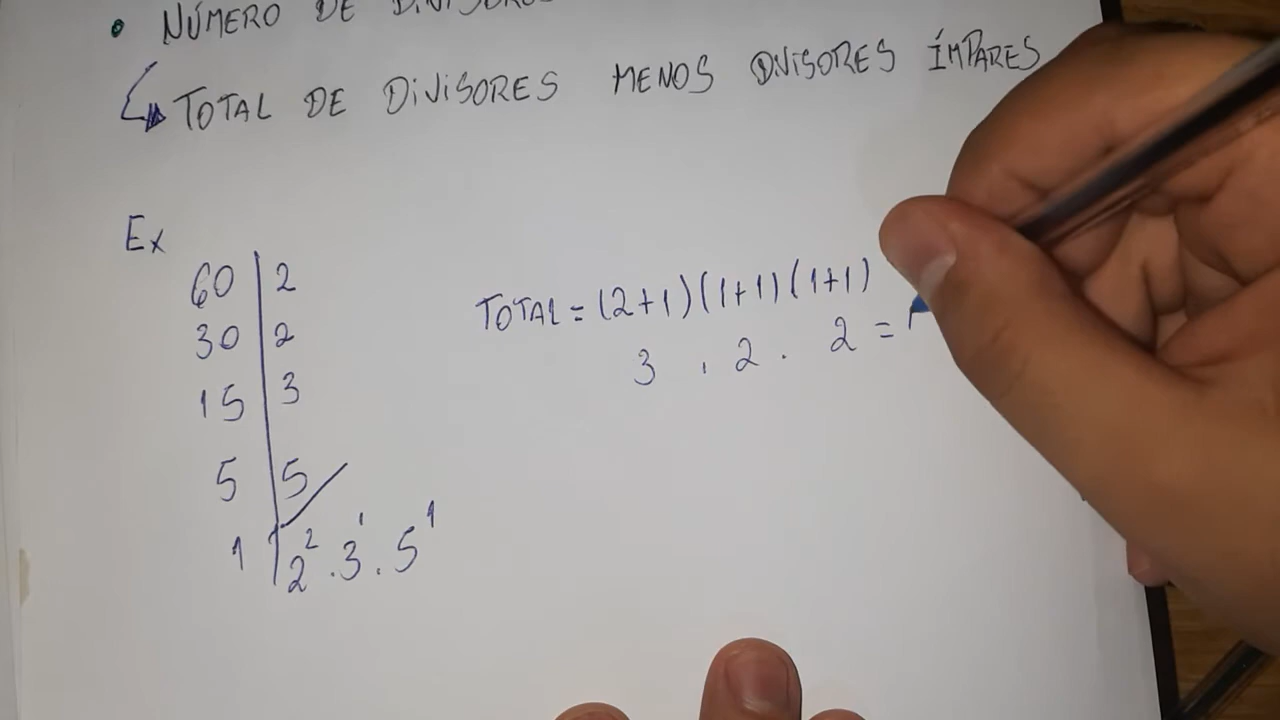 • NÚMERO DE
TOTAL DE DIVISORES MENOS DIVISORES ÍMPARES
Ex
60 | 2
30 | 2
15 | 3
5 | 5
1 | 2² . 3¹ . 5¹
TOTAL = (2+1)(1+1)(1+1)
3 . 2 . 2 =